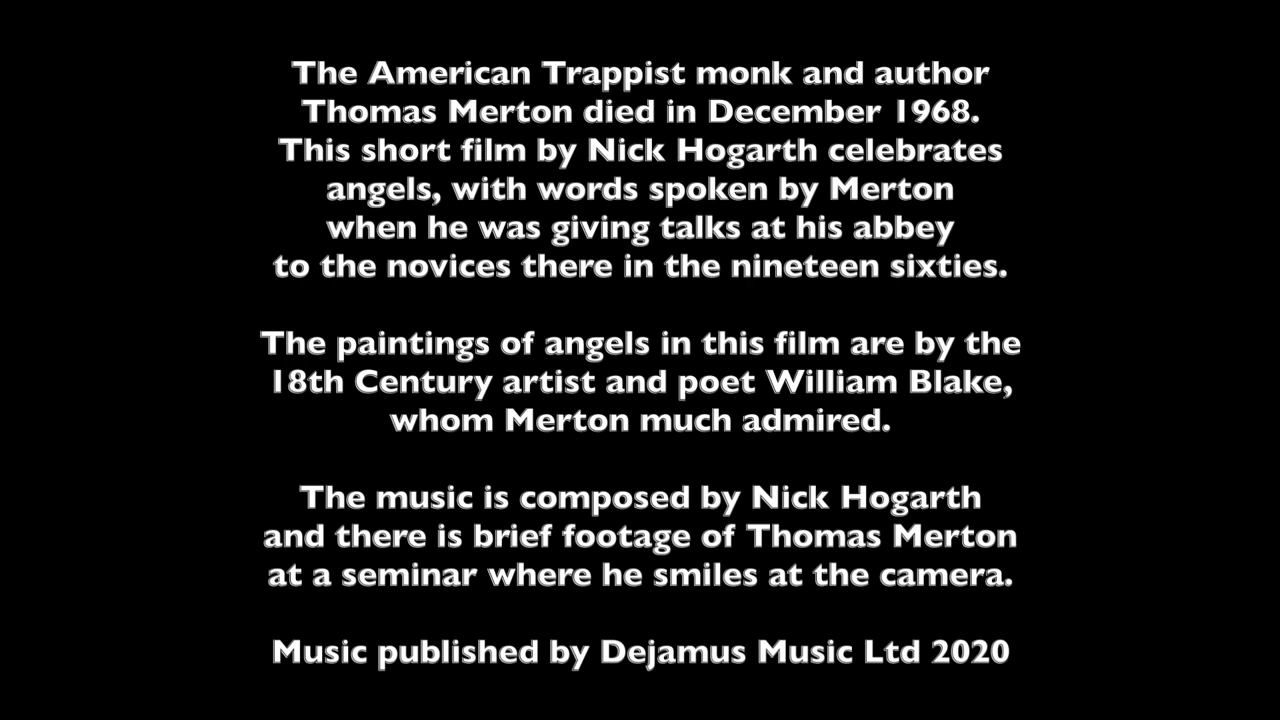 The American Trappist monk and author
Thomas Merton died in December 1968.
This short film by Nick Hogarth celebrates
angels, with words spoken by Merton
when he was giving talks at his abbey
to the novices there in the nineteen sixties.
The paintings of angels in this film are by the
18th Century artist and poet William Blake,
whom Merton much admired.
The music is composed by Nick Hogarth
and there is brief footage of Thomas Merton
at a seminar where he smiles at the camera.
Music published by Dejamus Music Ltd 2020